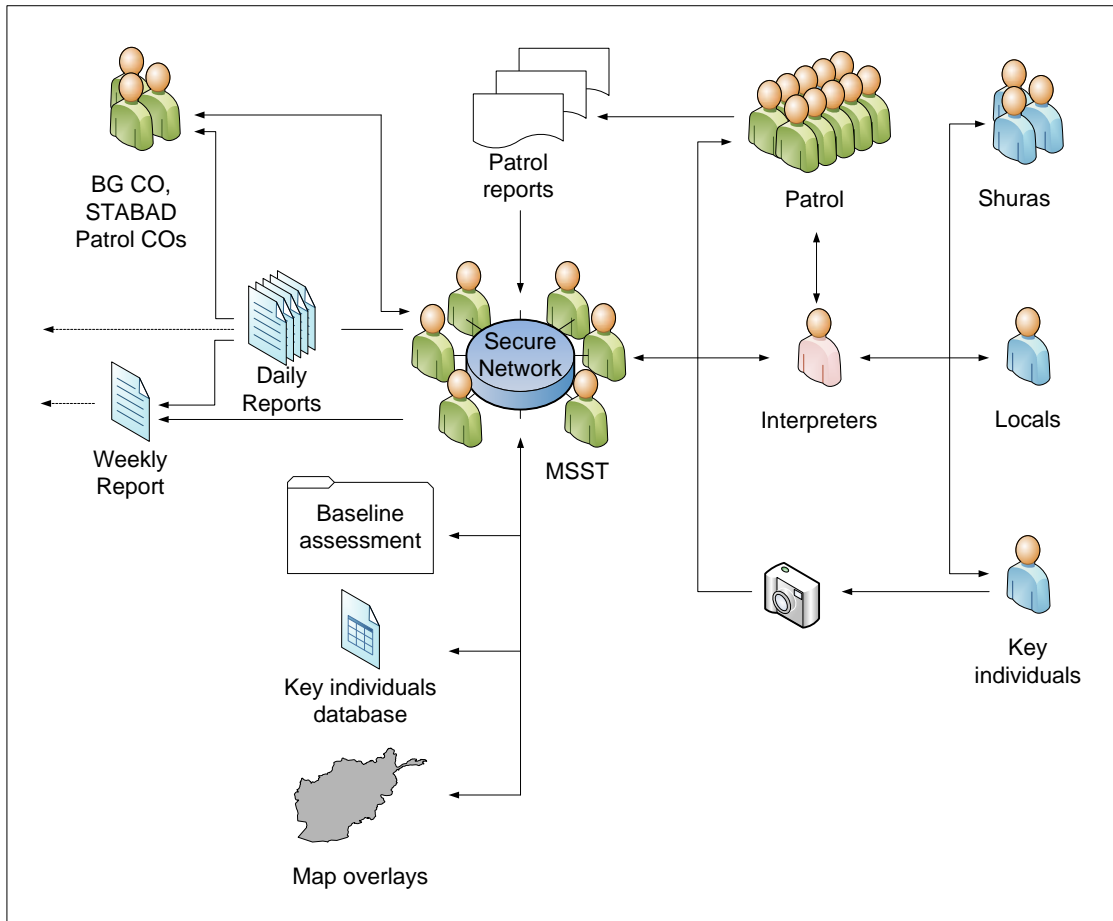 BG CO,
STABAD
Patrol COs
Patrol
reports
Patrol
Shuras
Secure
Network
Daily
Reports
Interpreters
Locals
Weekly
Report
MSST
Baseline
assessment
Key individuals
database
Key
individuals
Map overlays